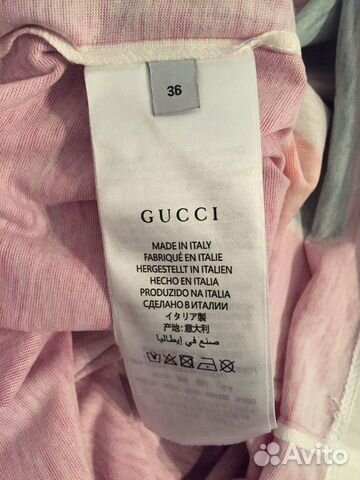 36
GUCCI
MADE IN ITALY
FABRIQUÉ EN ITALIE
HERGESTELLT IN ITALIEN
HECHO EN ITALIA
PRODUZIDO NA ITÁLIA
СДЕЛАНО В ИТАЛИИ
イタリア製
产地: 意大利
صنع في إيطاليا
Avito